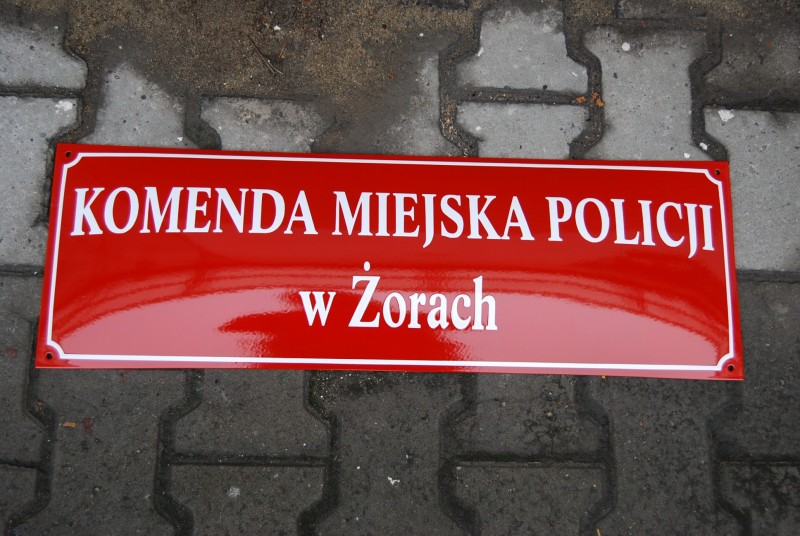 KOMENDA MIEJSKA POLICJI
w Żorach